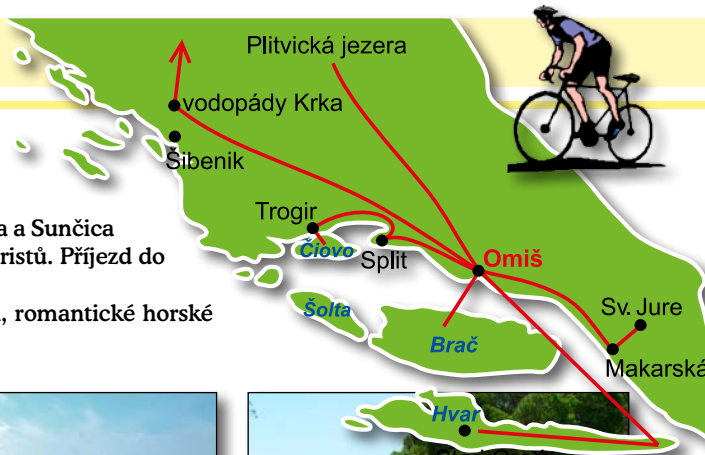 Plitvická jezera
vodopády Krka
Šibenik
a a Sunčica
ristů. Příjezd do
, romantické horské
Trogir
Čiovo
Split
Omiš
Šolta
Brač
Sv. Jure
Makarská
Hvar